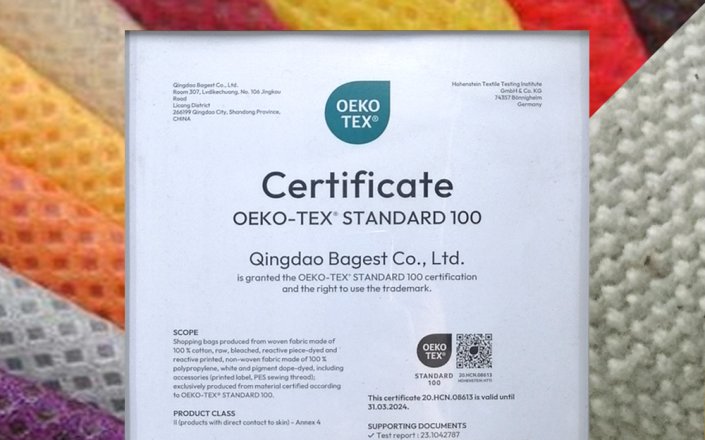 Qingdao Bagest Co., Ltd.
Room 307, Lvdikechuang, No. 106 Jingkou
Road
Licang District
266199 Qingdao City, Shandong Province,
CHINA
Hohenstein Textile Testing Institute
GmbH & Co. KG
74357 Bönnigheim
Germany
OEKO
TEX®
Certificate
OEKO-TEX® STANDARD 100
Qingdao Bagest Co., Ltd.
is granted the OEKO-TEX® STANDARD 100 certification
and the right to use the trademark.
SCOPE
Shopping bags produced from woven fabric made of
100 % cotton, raw, bleached, reactive piece-dyed and
reactive printed, non-woven fabric made of 100 %
polypropylene, white and pigment dope-dyed, including
accessories (printed label, PES sewing thread);
exclusively produced from material certified according
to OEKO-TEX® STANDARD 100.
PRODUCT CLASS
II (products with direct contact to skin) – Annex 4
OEKO
TEX®
STANDARD
100
20.HCN.08613
HOHENSTEIN HTTI
This certificate 20.HCN.08613 is valid until
31.03.2024.
SUPPORTING DOCUMENTS
✓ Test report : 23.1042787